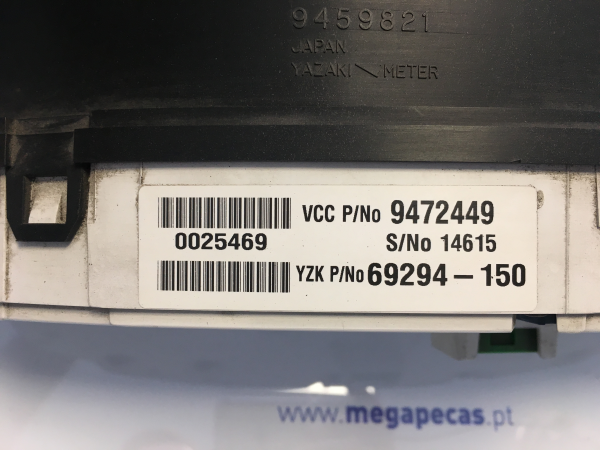 9459821
JAPAN
YAZAKI METER
VCC P/No 9472449
0025469 S/No 14615
YZK P/No 69294-150
www.megapecas.pt